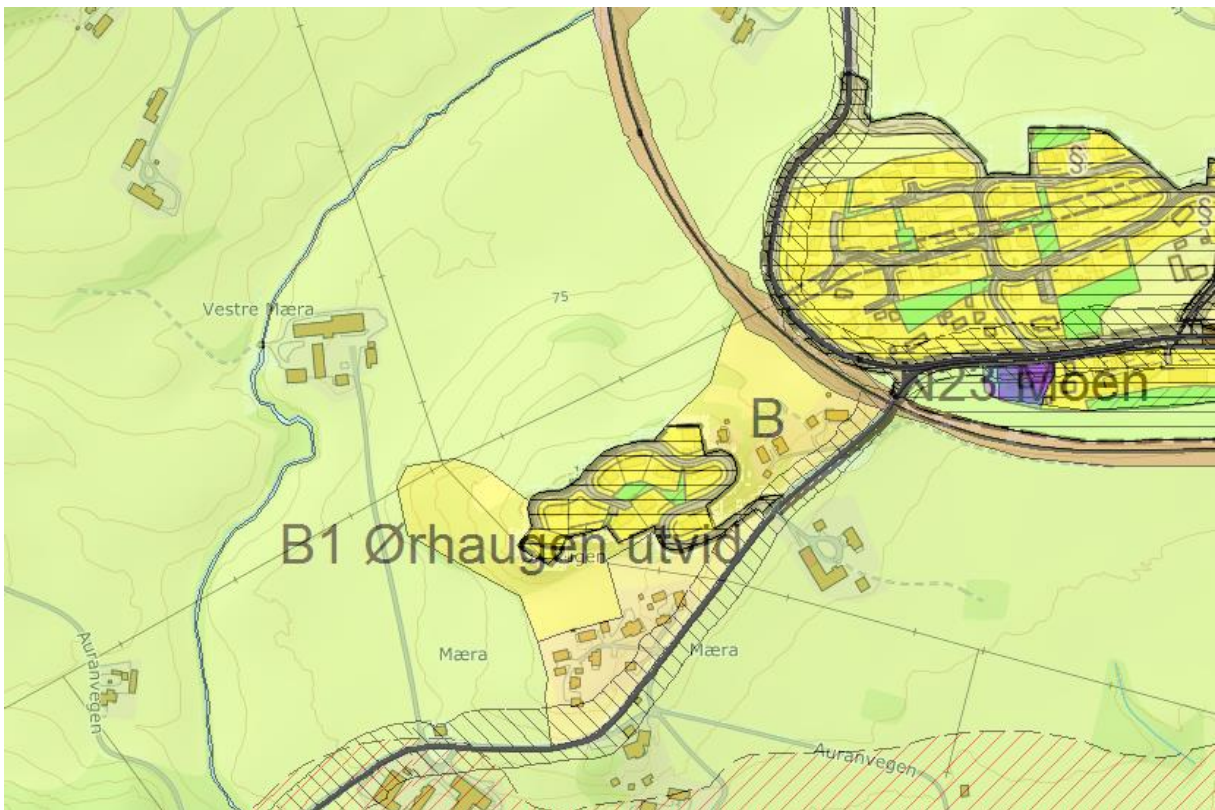 §
§
Vestre Mæra
75
N23 Moen
B
B1 Ørhaugen utvid
Mæra
Mæra
Auranvegen
Auranvegen